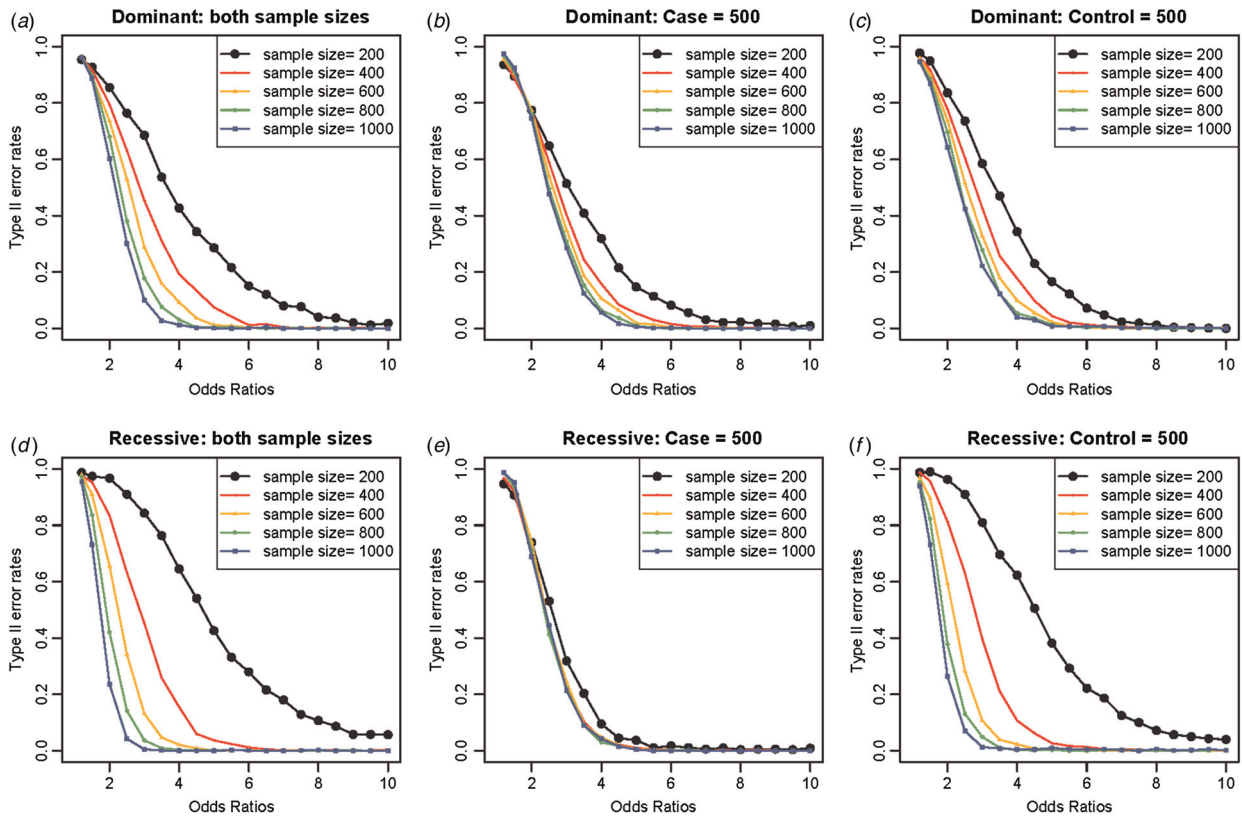 (a) Dominant: both sample sizes
Type II error rates
1.0
0.8
0.6
0.4
0.2
0.0
sample size= 200
sample size= 400
sample size= 600
sample size= 800
sample size= 1000
2 4 6 8 10
Odds Ratios
(b) Dominant: Case = 500
Type II error rates
1.0
0.8
0.6
0.4
0.2
0.0
sample size= 200
sample size= 400
sample size= 600
sample size= 800
sample size= 1000
2 4 6 8 10
Odds Ratios
(c) Dominant: Control = 500
Type II error rates
1.0
0.8
0.6
0.4
0.2
0.0
sample size= 200
sample size= 400
sample size= 600
sample size= 800
sample size= 1000
2 4 6 8 10
Odds Ratios
(d) Recessive: both sample sizes
Type II error rates
1.0
0.8
0.6
0.4
0.2
0.0
sample size= 200
sample size= 400
sample size= 600
sample size= 800
sample size= 1000
2 4 6 8 10
Odds Ratios
(e) Recessive: Case = 500
Type II error rates
1.0
0.8
0.6
0.4
0.2
0.0
sample size= 200
sample size= 400
sample size= 600
sample size= 800
sample size= 1000
2 4 6 8 10
Odds Ratios
(f) Recessive: Control = 500
Type II error rates
1.0
0.8
0.6
0.4
0.2
0.0
sample size= 200
sample size= 400
sample size= 600
sample size= 800
sample size= 1000
2 4 6 8 10
Odds Ratios